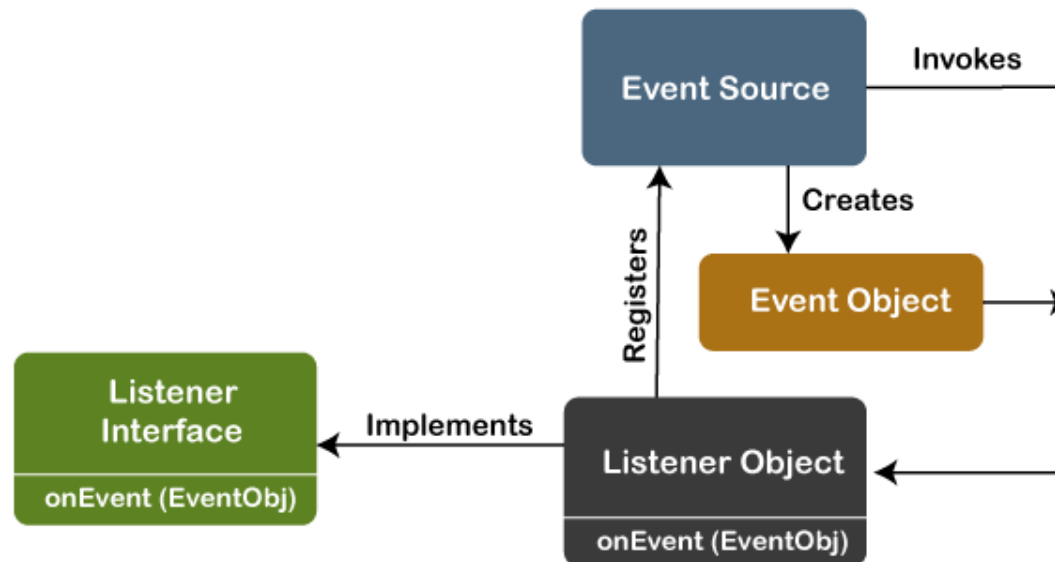 Invokes
Event Source
Creates
Registers
Event Object
Listener
Interface
onEvent (EventObj)
Implements
Listener Object
onEvent (EventObj)